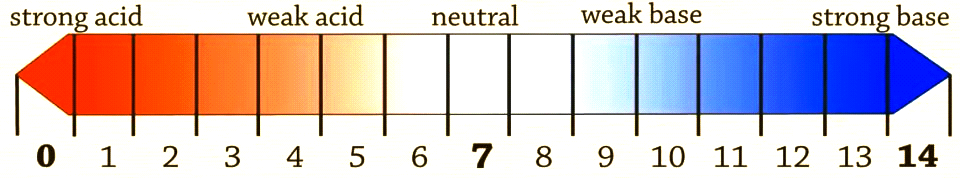 strong acid weak acid neutral weak base strong base
0 1 2 3 4 5 6 7 8 9 10 11 12 13 14